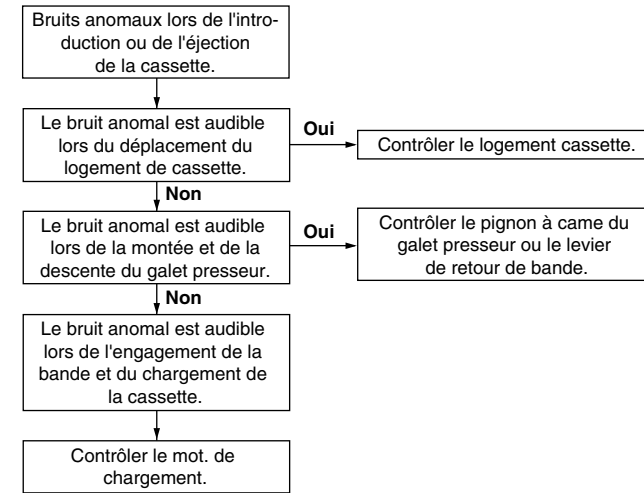 Bruits anomaux lors de l'intro-
duction ou de l'éjection
de la cassette.
Le bruit anomal est audible
lors du déplacement du
logement de cassette.
Oui
Contrôler le logement cassette.
Non
Le bruit anomal est audible
lors de la montée et de la
descente du galet presseur.
Oui
Contrôler le pignon à came du
galet presseur ou le levier
de retour de bande.
Non
Le bruit anomal est audible
lors de l'engagement de la
bande et du chargement de
la cassette.
Contrôler le mot. de
chargement.